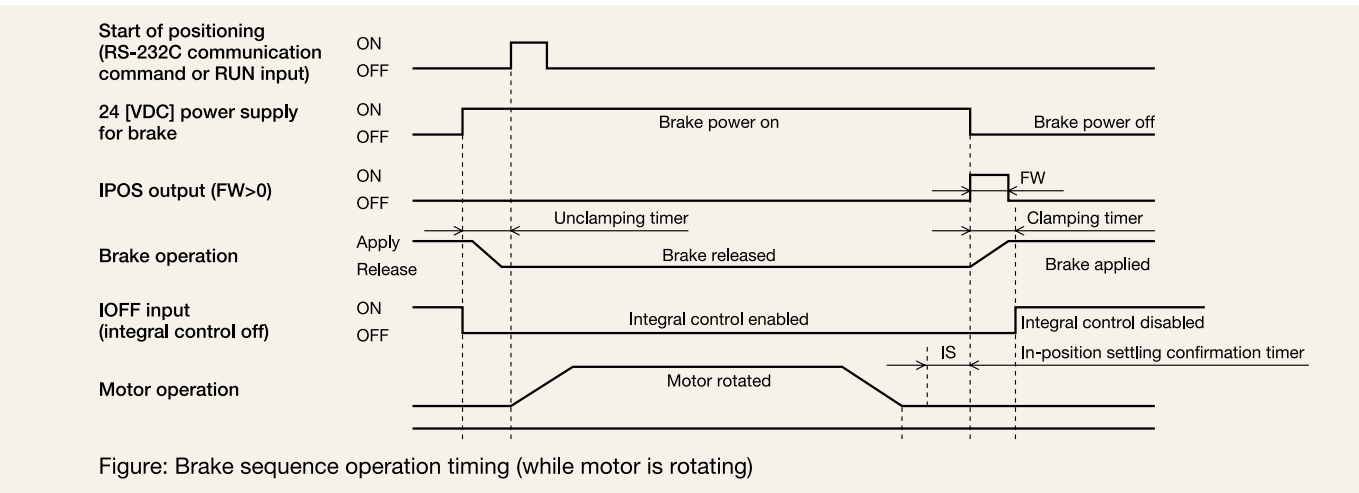 Start of positioning
(RS-232C communication
command or RUN input)
ON
OFF
24 [VDC] power supply
for brake
ON
OFF
Brake power on
Brake power off
IPOS output (FW>0)
ON
OFF
FW
Unclamping timer
Clamping timer
Brake operation
Apply
Release
Brake released
Brake applied
IOFF input
(integral control off)
ON
OFF
Integral control enabled
Integral control disabled
IS
In-position settling confirmation timer
Motor operation
Motor rotated
Figure: Brake sequence operation timing (while motor is rotating)